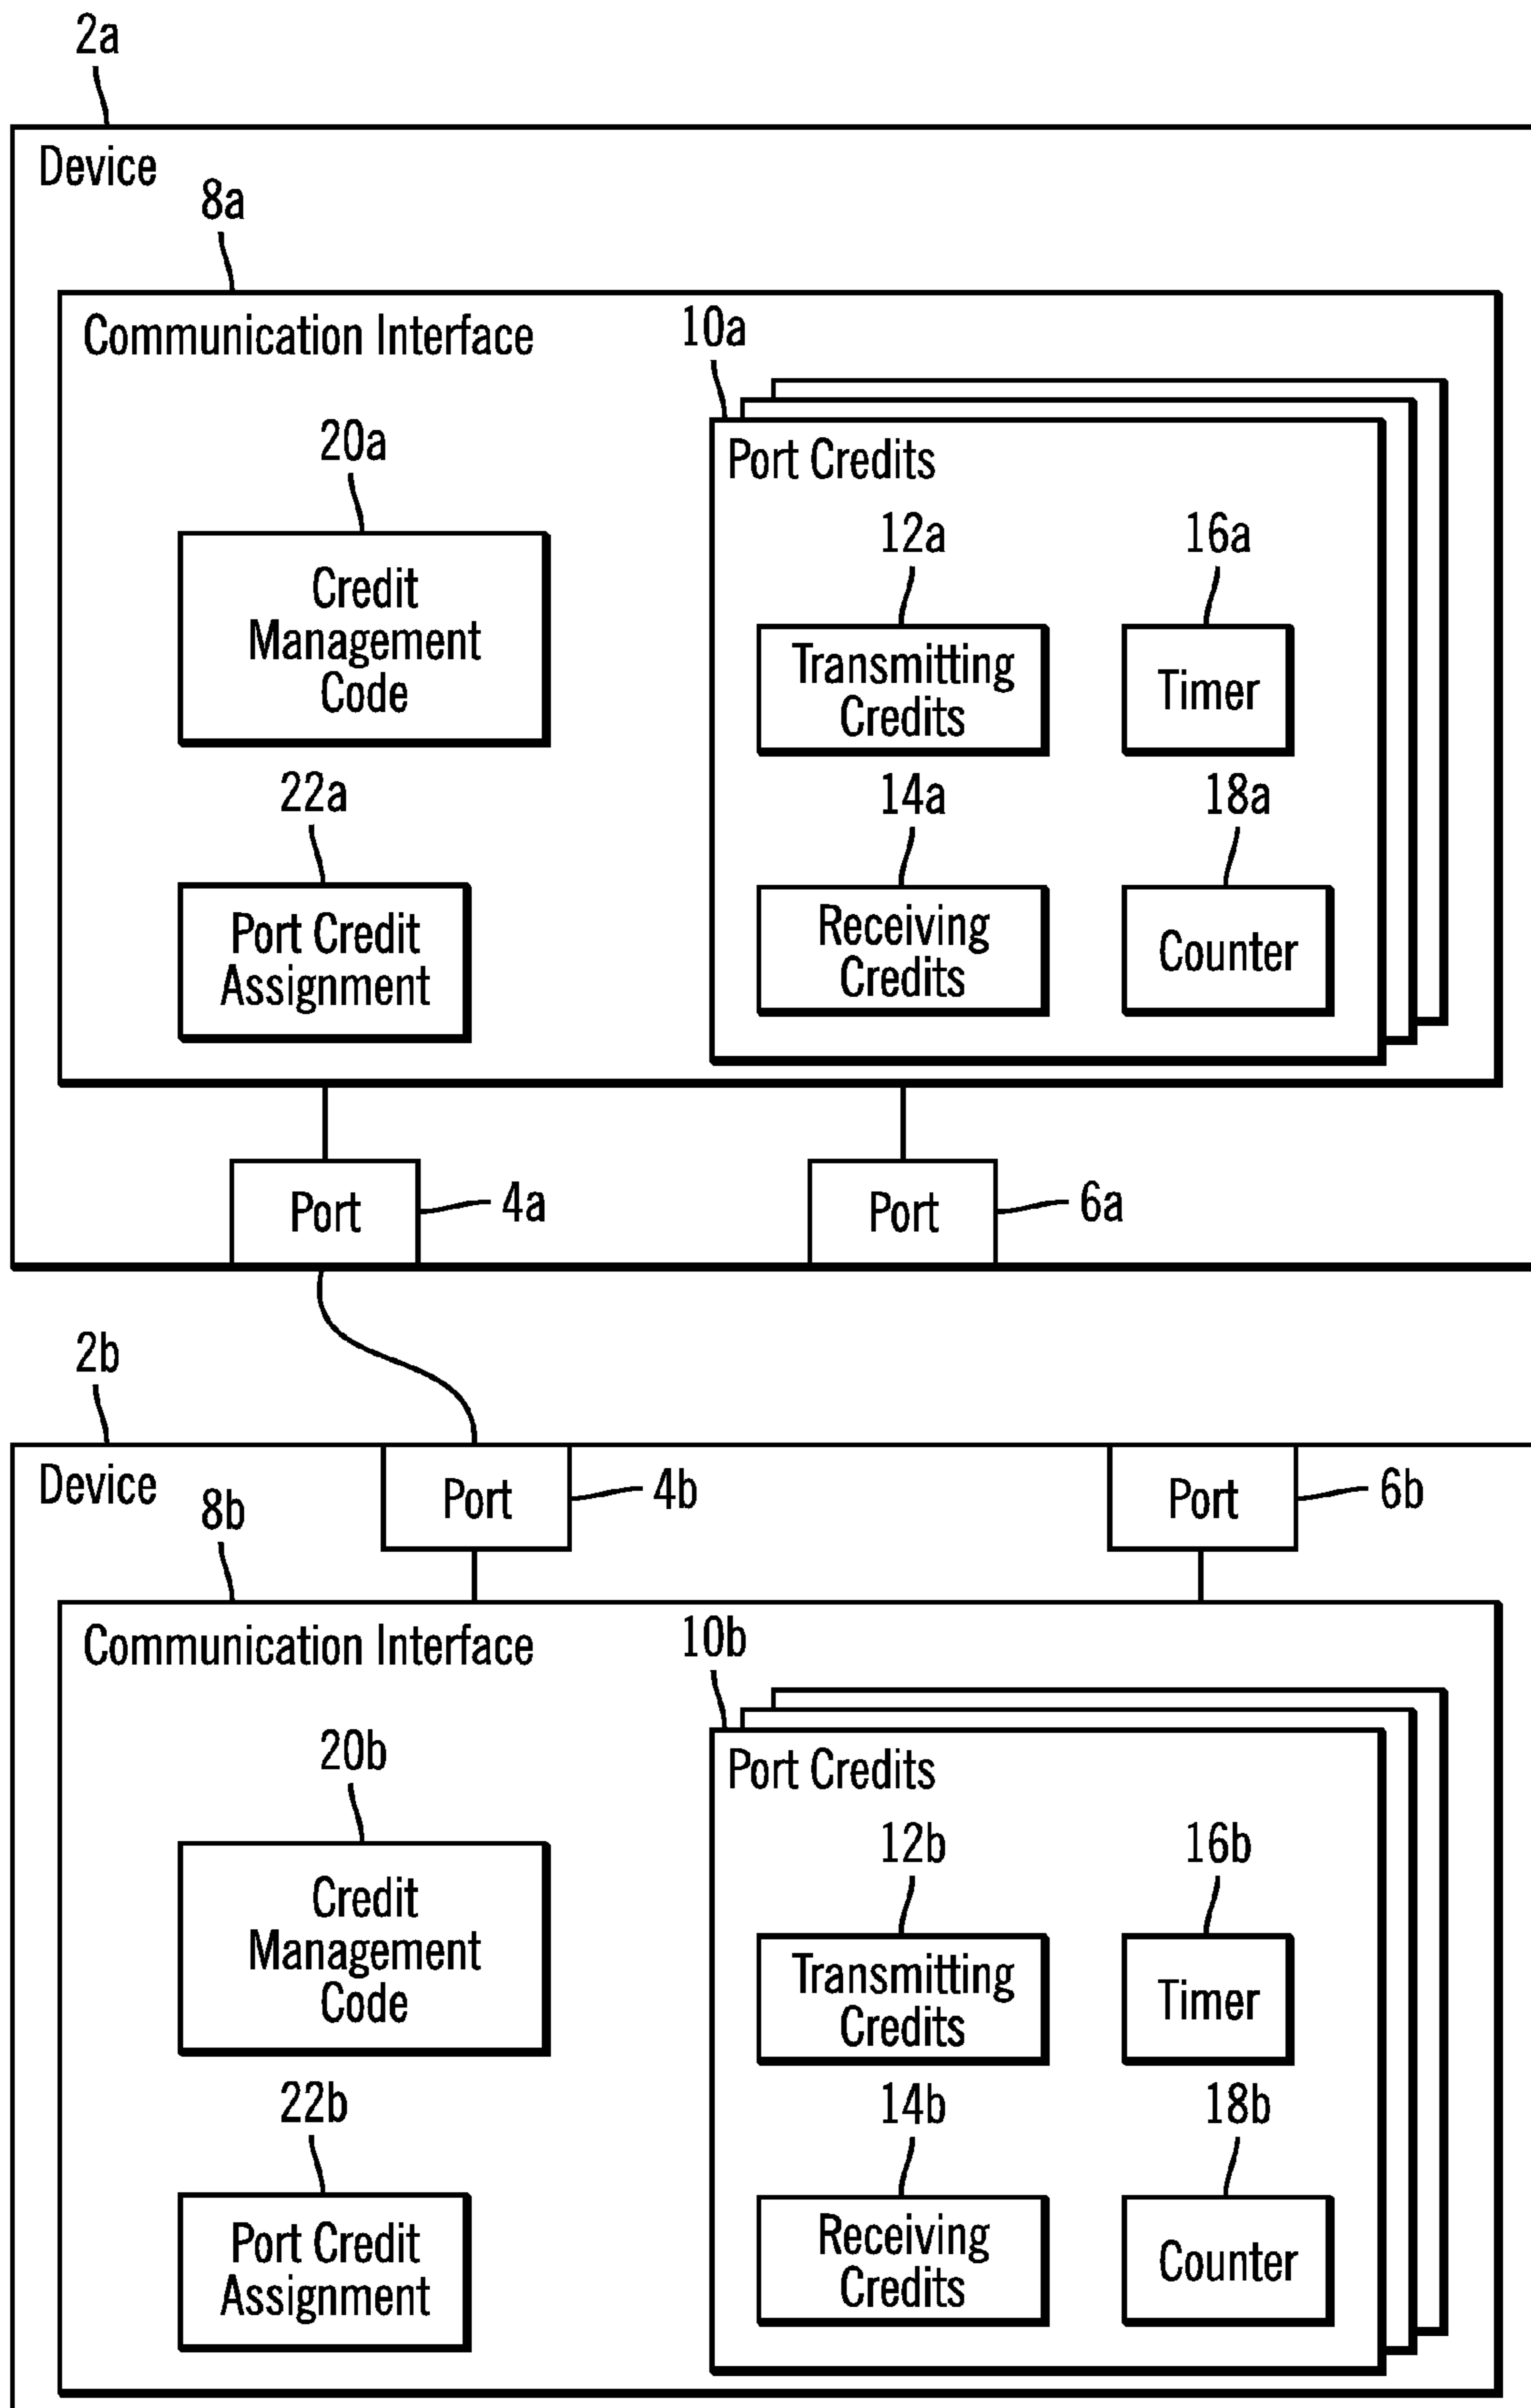 2a
Device
8a
Communication Interface
10a
Port Credits
20a
Credit
Management
Code
12a
Transmitting
Credits
16a
Timer
22a
Port Credit
Assignment
14a
Receiving
Credits
18a
Counter
Port
4a
Port
6a
2b
Device
Port
4b
Port
6b
8b
Communication Interface
10b
Port Credits
20b
Credit
Management
Code
12b
Transmitting
Credits
16b
Timer
22b
Port Credit
Assignment
14b
Receiving
Credits
18b
Counter